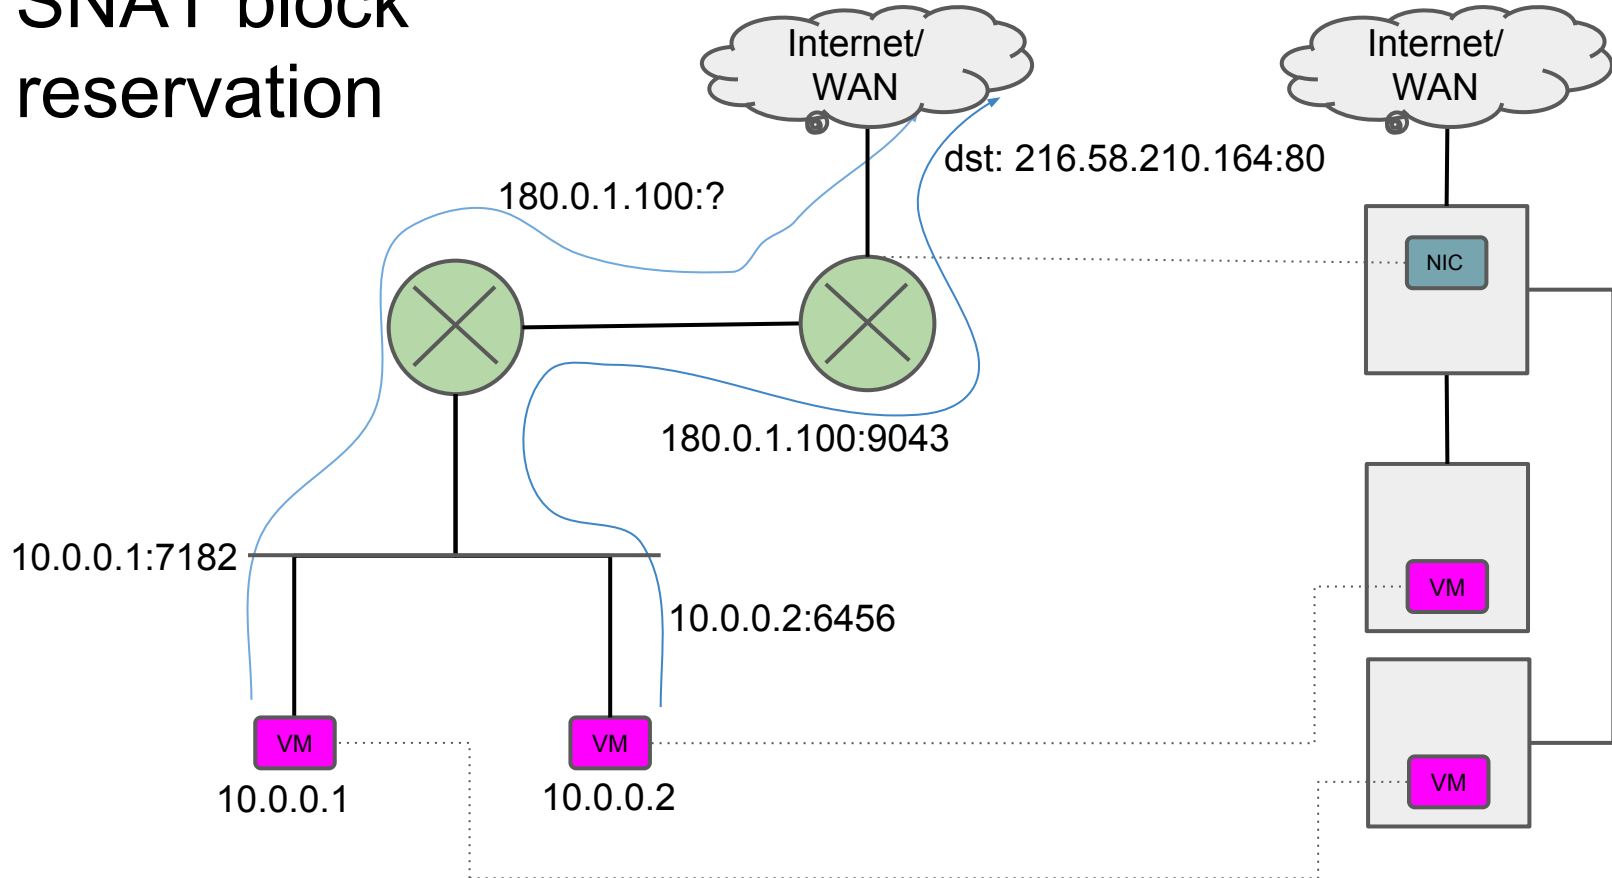 SNAT block
reservation
Internet/
WAN
Internet/
WAN
dst: 216.58.210.164:80
180.0.1.100:?
NIC
180.0.1.100:9043
10.0.0.1:7182
10.0.0.2:6456
VM
VM
VM
VM
10.0.0.1
10.0.0.2